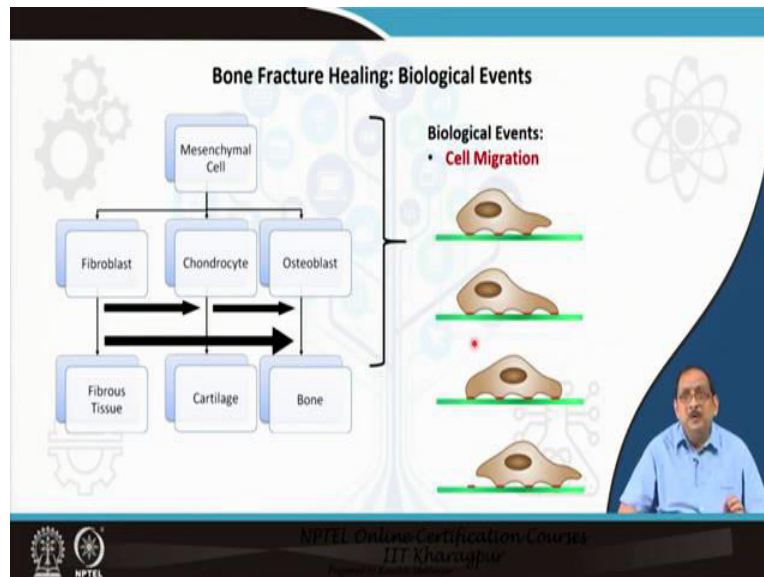 Bone Fracture Healing: Biological Events
Mesenchymal
Cell
Fibroblast
Chondrocyte
Osteoblast
Fibrous
Tissue
Cartilage
Bone
Biological Events:
• Cell Migration
NPTEL Online Certification Courses
IIT Kharagpur
NPTEL